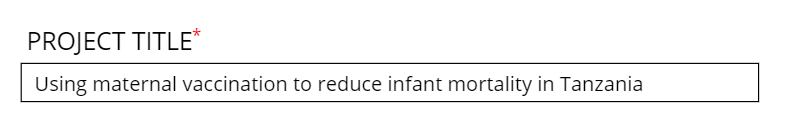 PROJECT TITLE*
Using maternal vaccination to reduce infant mortality in Tanzania